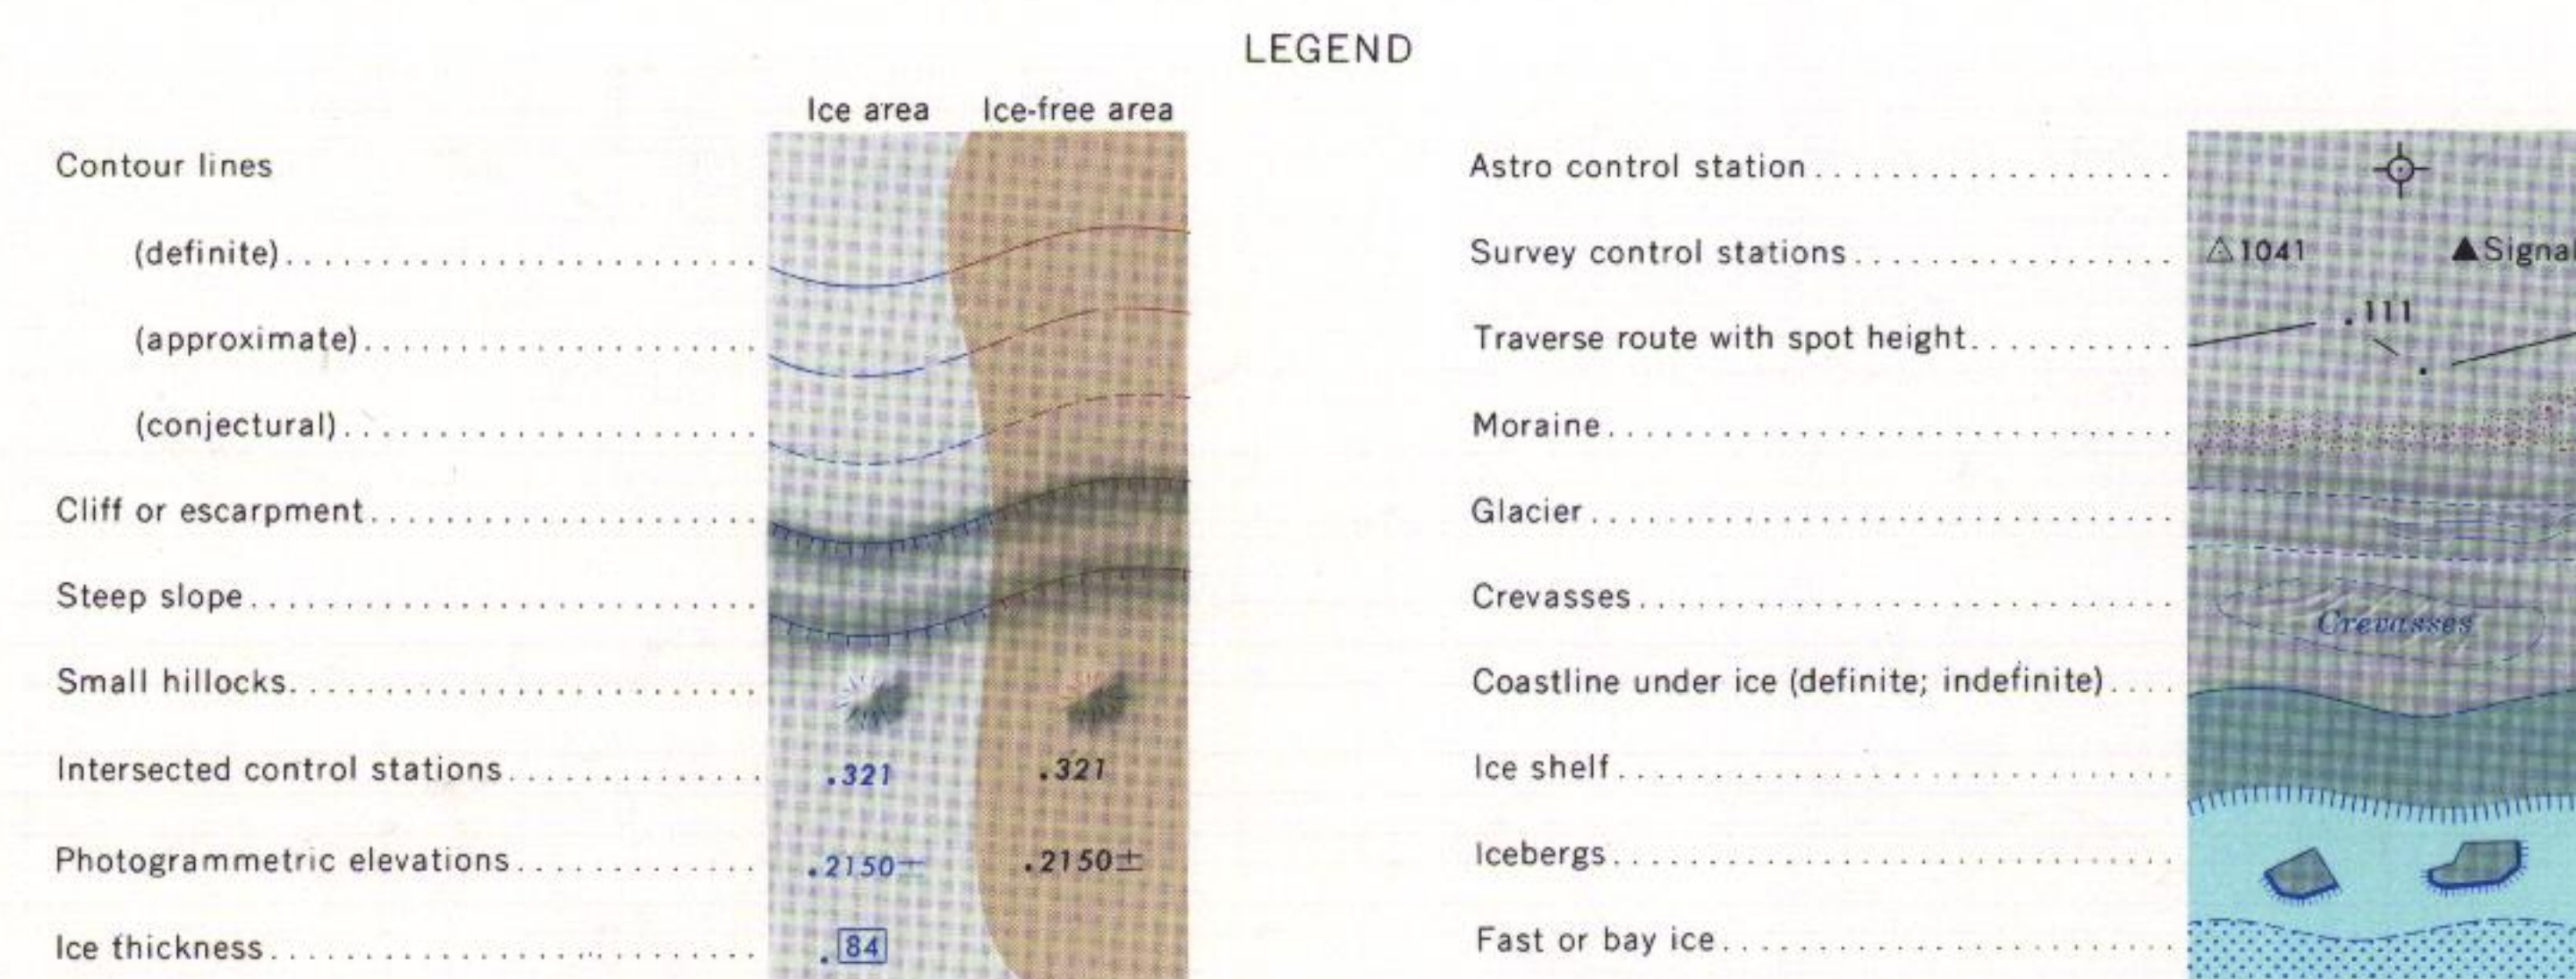 LEGEND
Ice area Ice-free area
Contour lines
(definite)
(approximate)
(conjectural)
Cliff or escarpment
Steep slope
Small hillocks
Intersected control stations .321 .321
Photogrammetric elevations .2150± .2150±
Ice thickness .84
Astro control station
Survey control stations 1041 Signal
Traverse route with spot height .111
Moraine
Glacier
Crevasses Crevasses
Coastline under ice (definite; indefinite)
Ice shelf
Icebergs
Fast or bay ice